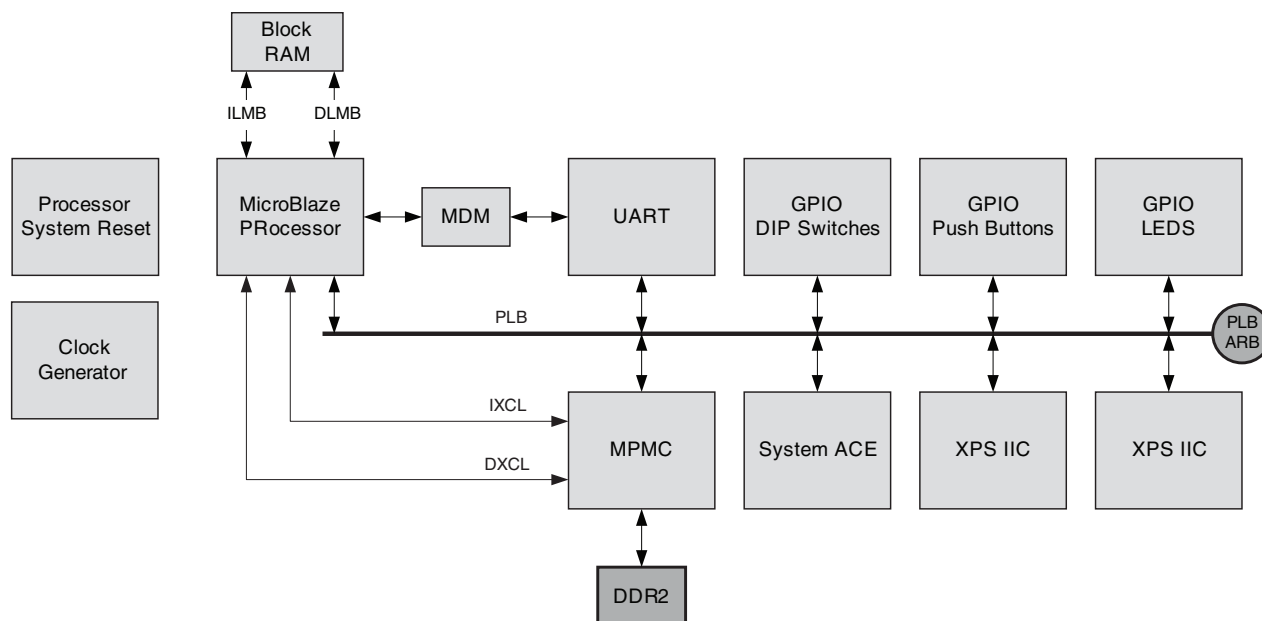 Block
RAM
ILMB
DLMB
Processor
System Reset
MicroBlaze
PRocessor
MDM
UART
GPIO
DIP Switches
GPIO
Push Buttons
GPIO
LEDS
PLB
PLB
ARB
Clock
Generator
IXCL
DXCL
MPMC
System ACE
XPS IIC
XPS IIC
DDR2